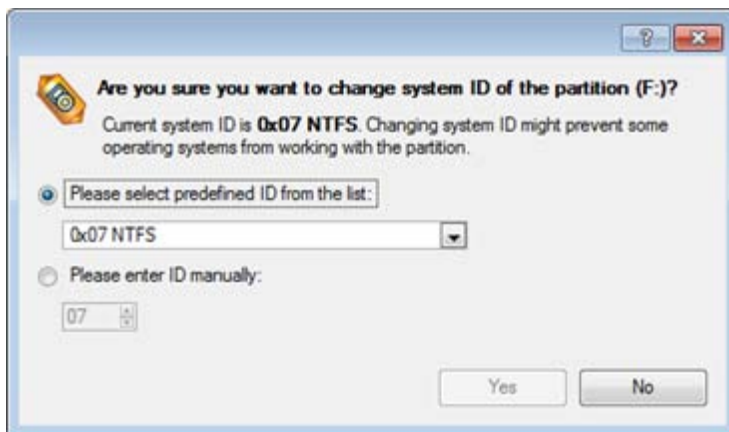 Are you sure you want to change system ID of the partition (F:)?
Current system ID is 0x07 NTFS. Changing system ID might prevent some
operating systems from working with the partition.
Please select predefined ID from the list:
0x07 NTFS
Please enter ID manually:
07
Yes No